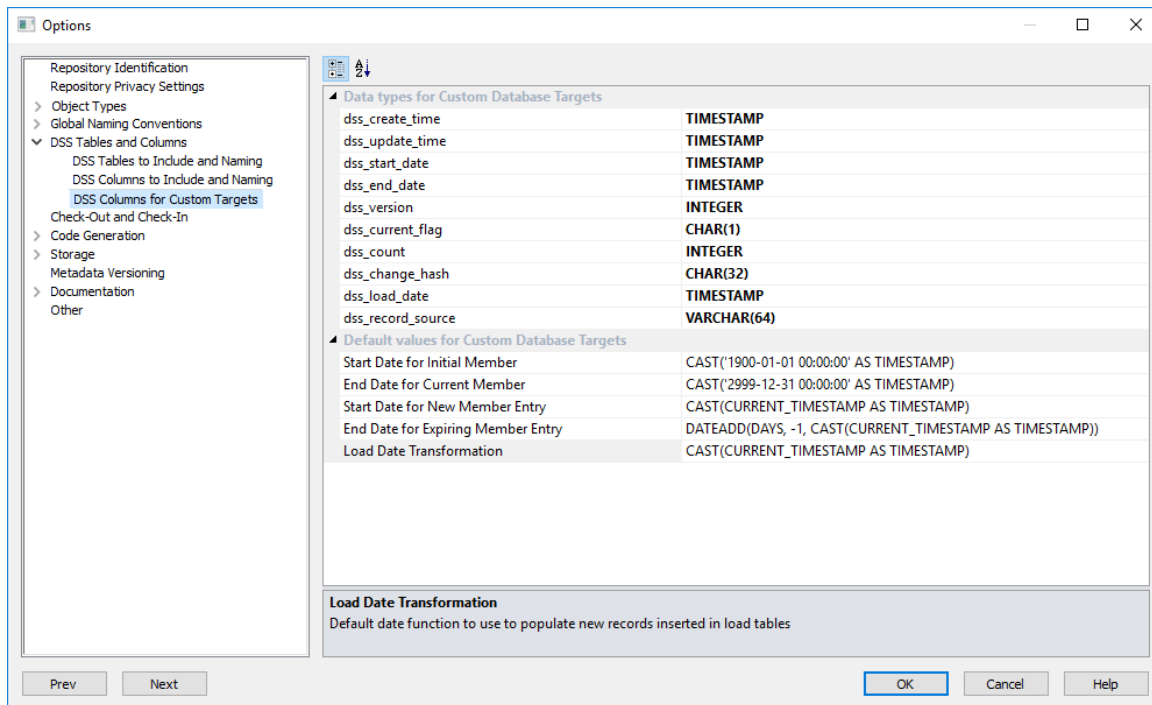 Options
Repository Identification
Repository Privacy Settings
Object Types
Global Naming Conventions
DSS Tables and Columns
DSS Tables to Include and Naming
DSS Columns to Include and Naming
DSS Columns for Custom Targets
Check-Out and Check-In
Code Generation
Storage
Metadata Versioning
Documentation
Other
Data types for Custom Database Targets
dss_create_time TIMESTAMP
dss_update_time TIMESTAMP
dss_start_date TIMESTAMP
dss_end_date TIMESTAMP
dss_version INTEGER
dss_current_flag CHAR(1)
dss_count INTEGER
dss_change_hash CHAR(32)
dss_load_date TIMESTAMP
dss_record_source VARCHAR(64)
Default values for Custom Database Targets
Start Date for Initial Member CAST('1900-01-01 00:00:00' AS TIMESTAMP)
End Date for Current Member CAST('2999-12-31 00:00:00' AS TIMESTAMP)
Start Date for New Member Entry CAST(CURRENT_TIMESTAMP AS TIMESTAMP)
End Date for Expiring Member Entry DATEADD(DAYS, -1, CAST(CURRENT_TIMESTAMP AS TIMESTAMP))
Load Date Transformation CAST(CURRENT_TIMESTAMP AS TIMESTAMP)
Load Date Transformation
Default date function to use to populate new records inserted in load tables
Prev Next OK Cancel Help